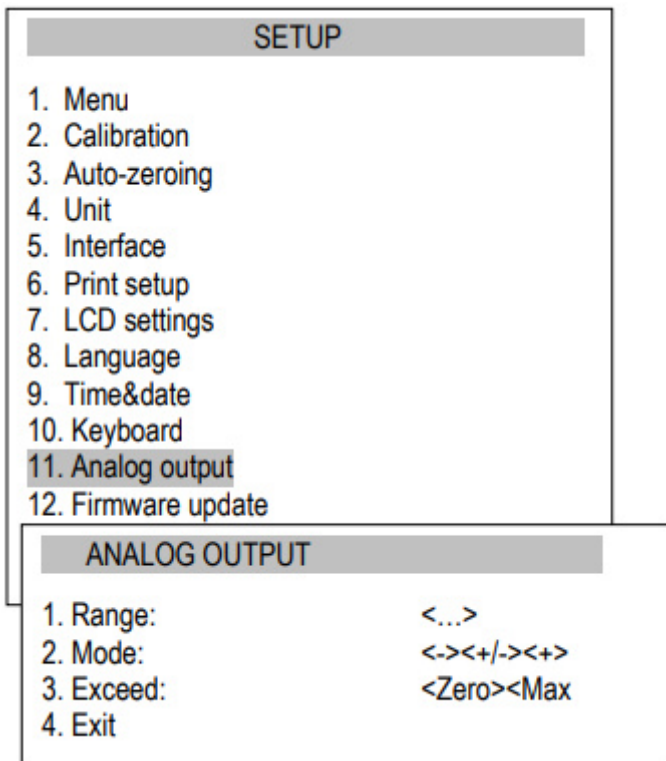 SETUP
1. Menu
2. Calibration
3. Auto-zeroing
4. Unit
5. Interface
6. Print setup
7. LCD settings
8. Language
9. Time&date
10. Keyboard
11. Analog output
12. Firmware update
ANALOG OUTPUT
1. Range: <...>
2. Mode: <-><+/-><+>
3. Exceed: <Zero><Max
4. Exit